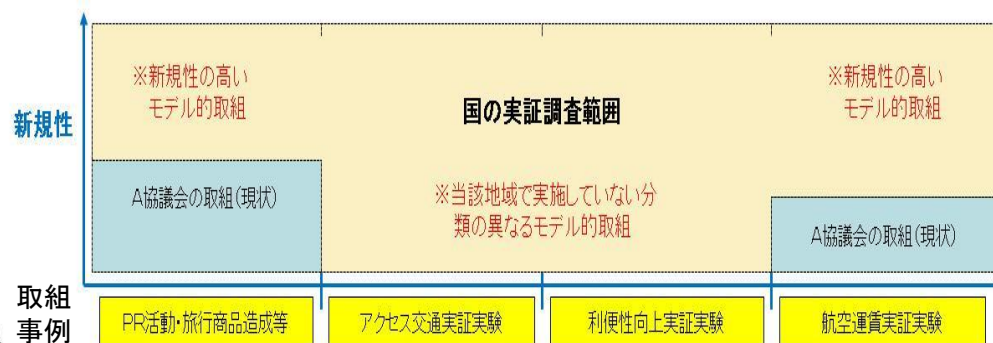 ※新規性の高い
モデル的取組
※新規性の高い
モデル的取組
国の実証調査範囲
新規性
A協議会の取組(現状)
※当該地域で実施していない分
類の異なるモデル的取組
A協議会の取組(現状)
取組
事例
PR活動・旅行商品造成等
アクセス交通実証実験
利便性向上実証実験
航空運賃実証実験